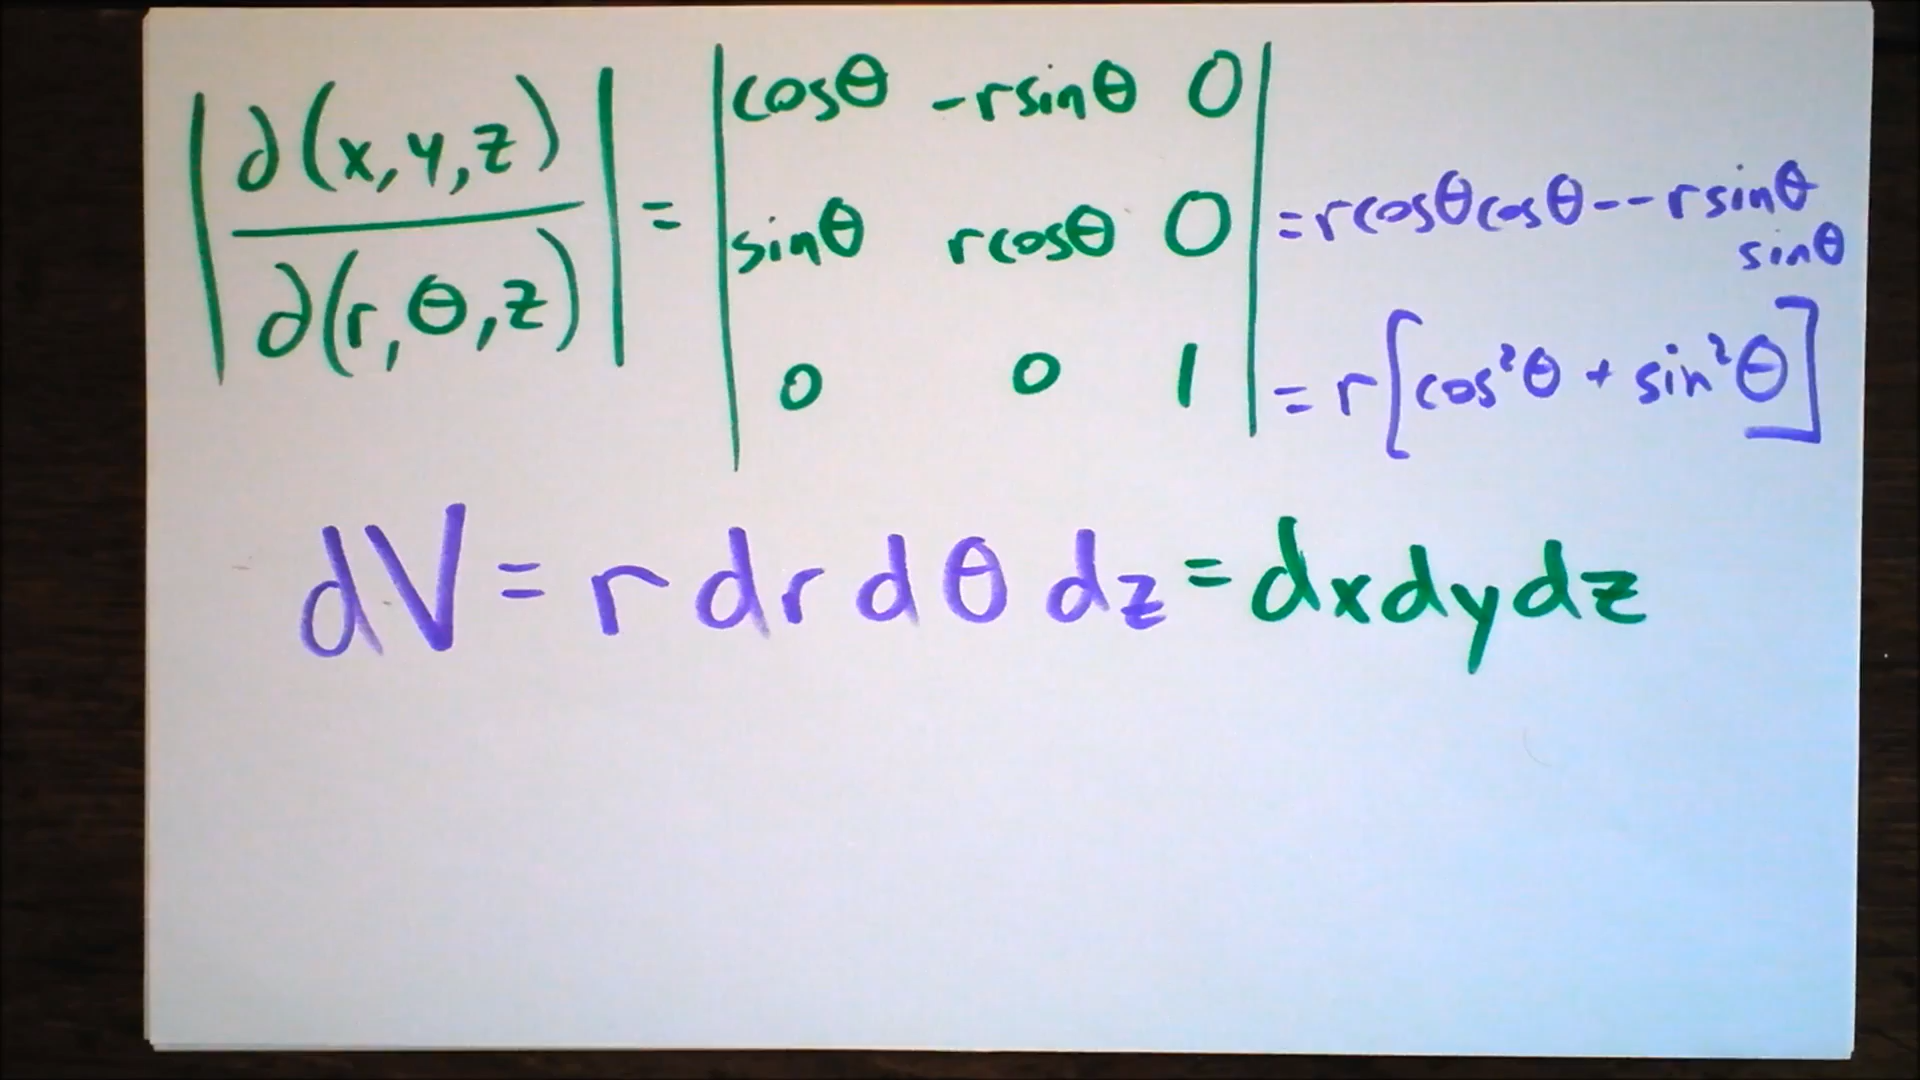 |∂(x,y,z)/∂(r,θ,z)| = |cosθ -rsinθ 0|
|sinθ rcosθ 0| = rcosθcosθ--rsinθ
sinθ
|0 0 1| = r[cos²θ + sin²θ]
dV = r dr dθ dz = dxdydz